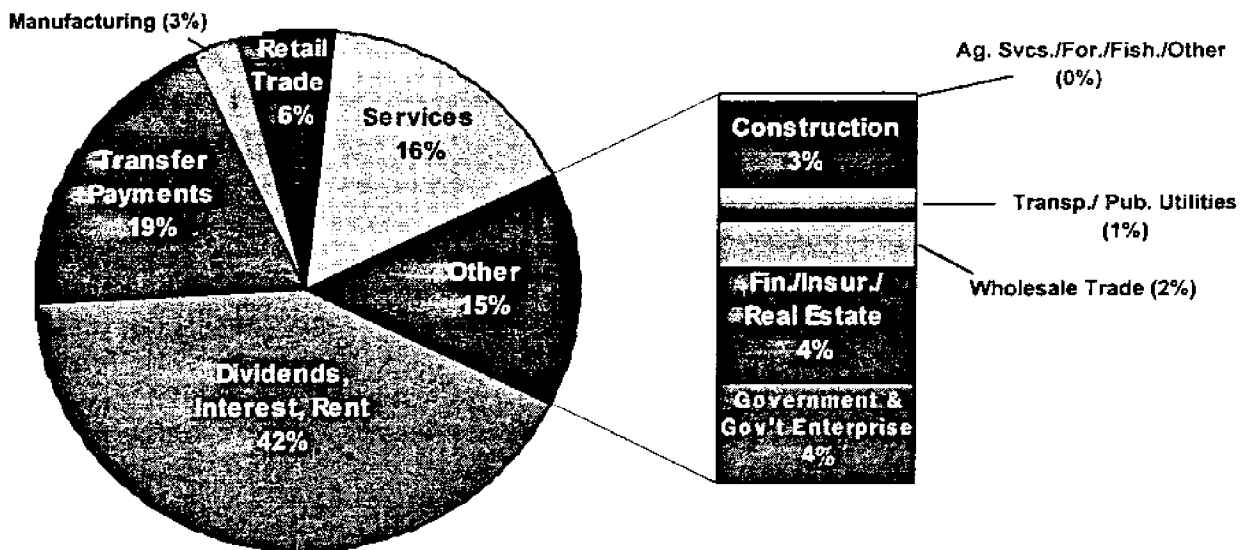 Manufacturing (3%)
Retail
Trade
6%
Services
16%
Transfer
Payments
19%
Other
15%
Dividends,
Interest, Rent
42%
Ag. Svcs./For./Fish./Other
(0%)
Construction
3%
Transp./ Pub. Utilities
(1%)
Wholesale Trade (2%)
Fin./Insur./
Real Estate
4%
Government &
Gov't Enterprise
4%